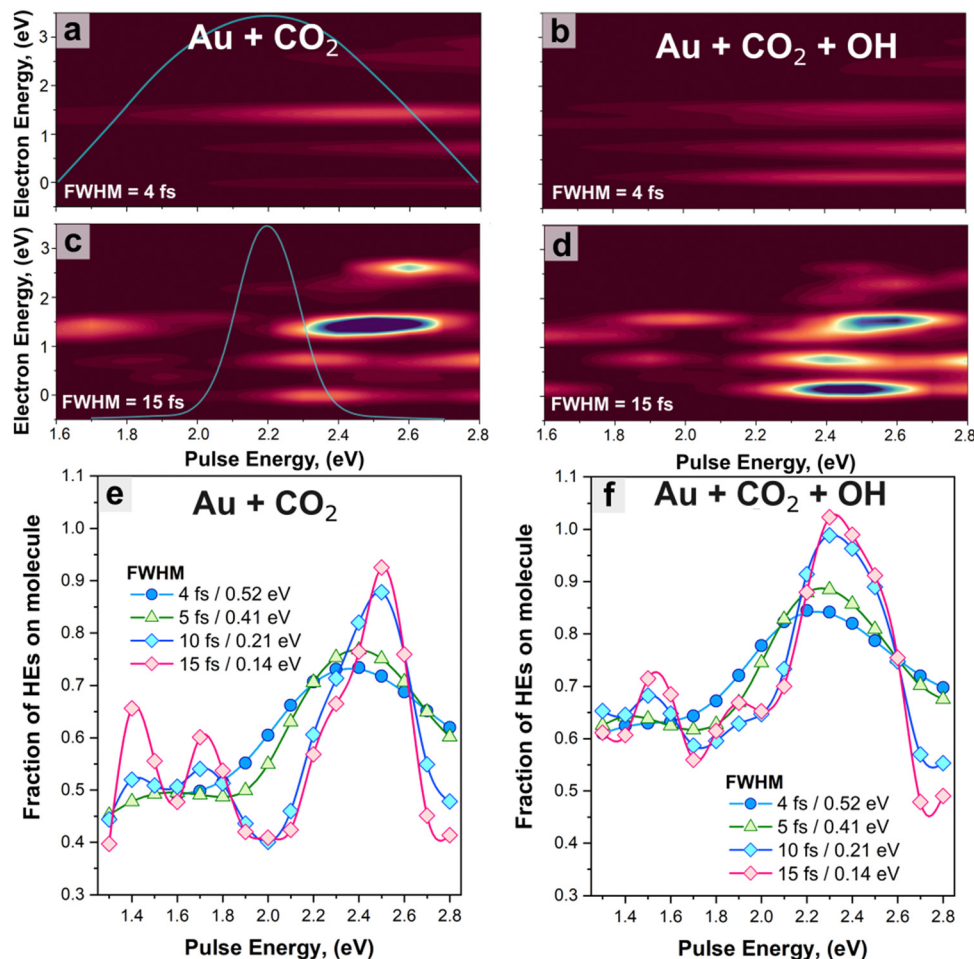 a
Au + CO₂
FWHM = 4 fs
Electron Energy, (eV)
3
2
1
0
b
Au + CO₂ + OH
FWHM = 4 fs
c
FWHM = 15 fs
Electron Energy, (eV)
3
2
1
0
1.6 1.8 2.0 2.2 2.4 2.6 2.8
Pulse Energy, (eV)
d
FWHM = 15 fs
1.6 1.8 2.0 2.2 2.4 2.6 2.8
Pulse Energy, (eV)
e
Au + CO₂
FWHM
4 fs / 0.52 eV
5 fs / 0.41 eV
10 fs / 0.21 eV
15 fs / 0.14 eV
Fraction of HEs on molecule
1.1
1.0
0.9
0.8
0.7
0.6
0.5
0.4
0.3
1.4 1.6 1.8 2.0 2.2 2.4 2.6 2.8
Pulse Energy, (eV)
f
Au + CO₂ + OH
Fraction of HEs on molecule
1.1
1.0
0.9
0.8
0.7
0.6
0.5
0.4
0.3
FWHM
4 fs / 0.52 eV
5 fs / 0.41 eV
10 fs / 0.21 eV
15 fs / 0.14 eV
1.4 1.6 1.8 2.0 2.2 2.4 2.6 2.8
Pulse Energy, (eV)